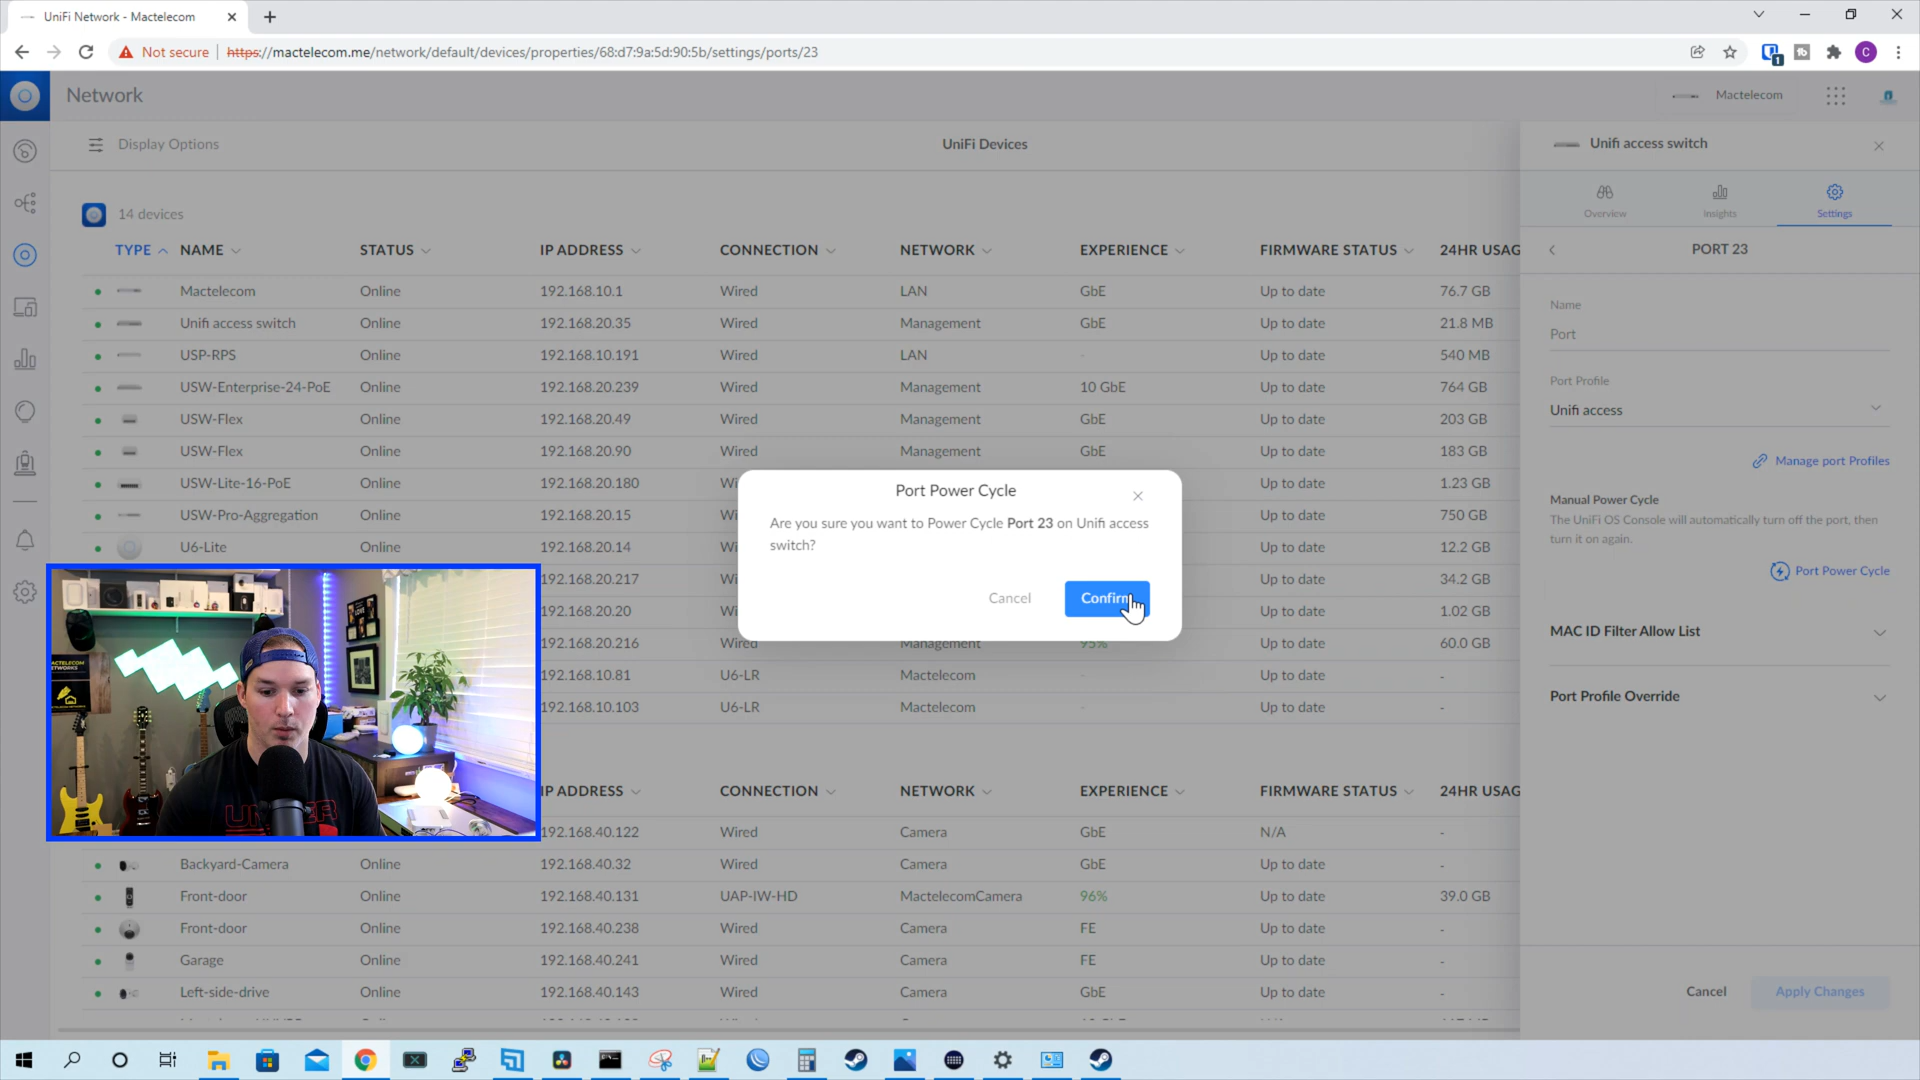 UniFi Network - Mactelecom
Not secure
https://mactelecom.me/network/default/devices/properties/68:d7:9a:5d:90:5b/settings/ports/23
1
C
Network
Mactelecom
Display Options
UniFi Devices
Unifi access switch
Overview
Insights
Settings
14 devices
PORT 23
TYPE NAME STATUS IP ADDRESS CONNECTION NETWORK EXPERIENCE FIRMWARE STATUS 24HR USAG
Mactelecom Online 192.168.10.1 Wired LAN GbE Up to date 76.7 GB
Unifi access switch Online 192.168.20.35 Wired Management GbE Up to date 21.8 MB
USP-RPS Online 192.168.10.191 Wired LAN - Up to date 540 MB
USW-Enterprise-24-PoE Online 192.168.20.239 Wired Management 10 GbE Up to date 764 GB
USW-Flex Online 192.168.20.49 Wired Management GbE Up to date 203 GB
USW-Flex Online 192.168.20.90 Wired Management GbE Up to date 183 GB
USW-Lite-16-PoE Online 192.168.20.180 Wi Up to date 1.23 GB
USW-Pro-Aggregation Online 192.168.20.15 Wi Up to date 750 GB
U6-Lite Online 192.168.20.14 Wi Up to date 12.2 GB
192.168.20.217 Wi Up to date 34.2 GB
192.168.20.20 Wi Up to date 1.02 GB
192.168.20.216 Wired Management 95% Up to date 60.0 GB
192.168.10.81 U6-LR Mactelecom - Up to date -
192.168.10.103 U6-LR Mactelecom - Up to date -
Port Power Cycle
Are you sure you want to Power Cycle Port 23 on Unifi access
switch?
Cancel
Confirm
Name
Port
Port Profile
Unifi access
Manage port Profiles
Manual Power Cycle
The UniFi OS Console will automatically turn off the port, then
turn it on again.
Port Power Cycle
MAC ID Filter Allow List
Port Profile Override
IP ADDRESS CONNECTION NETWORK EXPERIENCE FIRMWARE STATUS 24HR USAG
192.168.40.122 Wired Camera GbE N/A -
Backyard-Camera Online 192.168.40.32 Wired Camera GbE Up to date -
Front-door Online 192.168.40.131 UAP-IW-HD MactelecomCamera 96% Up to date 39.0 GB
Front-door Online 192.168.40.238 Wired Camera FE Up to date -
Garage Online 192.168.40.241 Wired Camera FE Up to date -
Left-side-drive Online 192.168.40.143 Wired Camera GbE Up to date -
Cancel
Apply Changes
MACTELECOM
NETWORKS